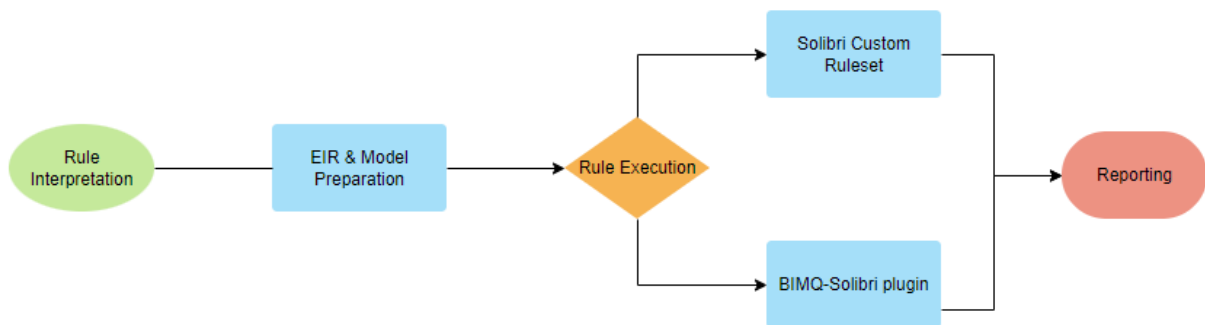 Rule
Interpretation
EIR & Model
Preparation
Rule Execution
Solibri Custom
Ruleset
BIMQ-Solibri plugin
Reporting